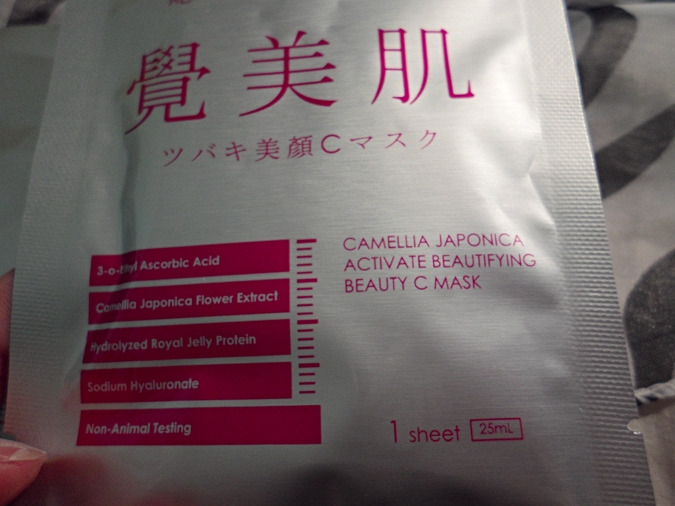 覺美肌
ツバキ美顏Cマスク
3-o-Ethyl Ascorbic Acid
Camellia Japonica Flower Extract
Hydrolyzed Royal Jelly Protein
Sodium Hyaluronate
Non-Animal Testing
CAMELLIA JAPONICA
ACTIVATE BEAUTIFYING
BEAUTY C MASK
1 sheet 25mL